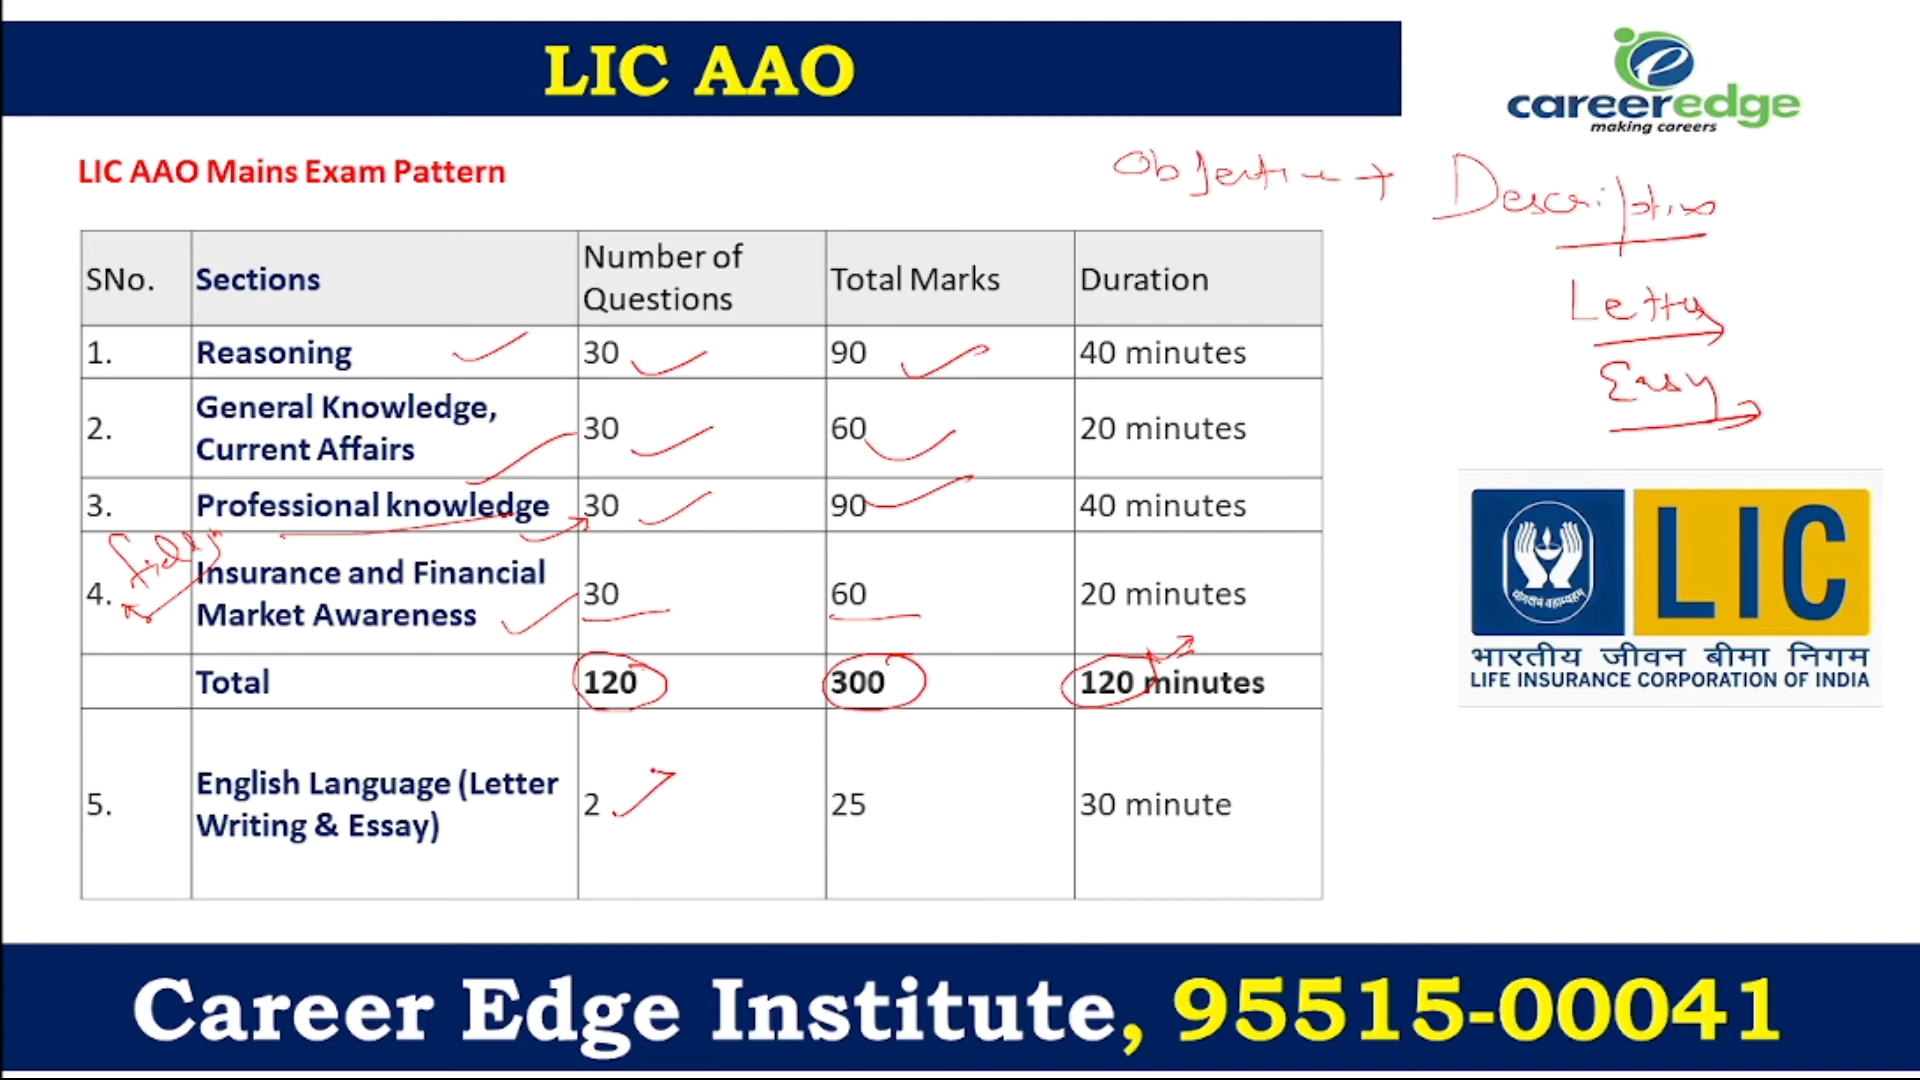 LIC AAO
careeredge
making careers
LIC AAO Mains Exam Pattern
Objective + Descriptive
Letter
Easy
SNo. Sections Number of Questions Total Marks Duration
1. Reasoning 30 90 40 minutes
2. General Knowledge, Current Affairs 30 60 20 minutes
3. Professional knowledge 30 90 40 minutes
4. Insurance and Financial Market Awareness 30 60 20 minutes
Total 120 300 120 minutes
5. English Language (Letter Writing & Essay) 2 25 30 minute
LIC
भारतीय जीवन बीमा निगम
LIFE INSURANCE CORPORATION OF INDIA
Career Edge Institute, 95515-00041